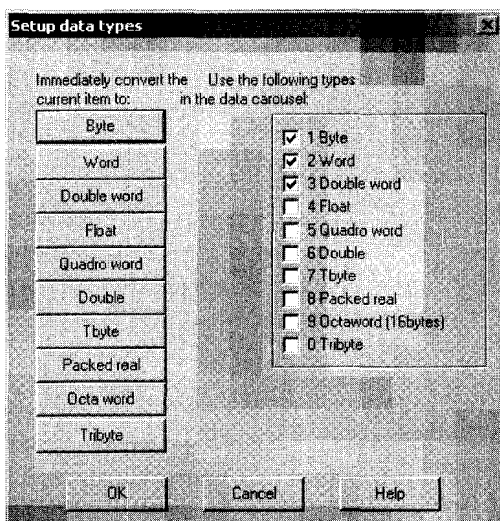 Setup data types
Immediately convert the
current item to:
Use the following types
in the data carousel:
Byte
Word
Double word
Float
Quadro word
Double
Tbyte
Packed real
Octa word
Tribyte
1 Byte
2 Word
3 Double word
4 Float
5 Quadro word
6 Double
7 Tbyte
8 Packed real
9 Octaword (16bytes)
0 Tribyte
OK
Cancel
Help